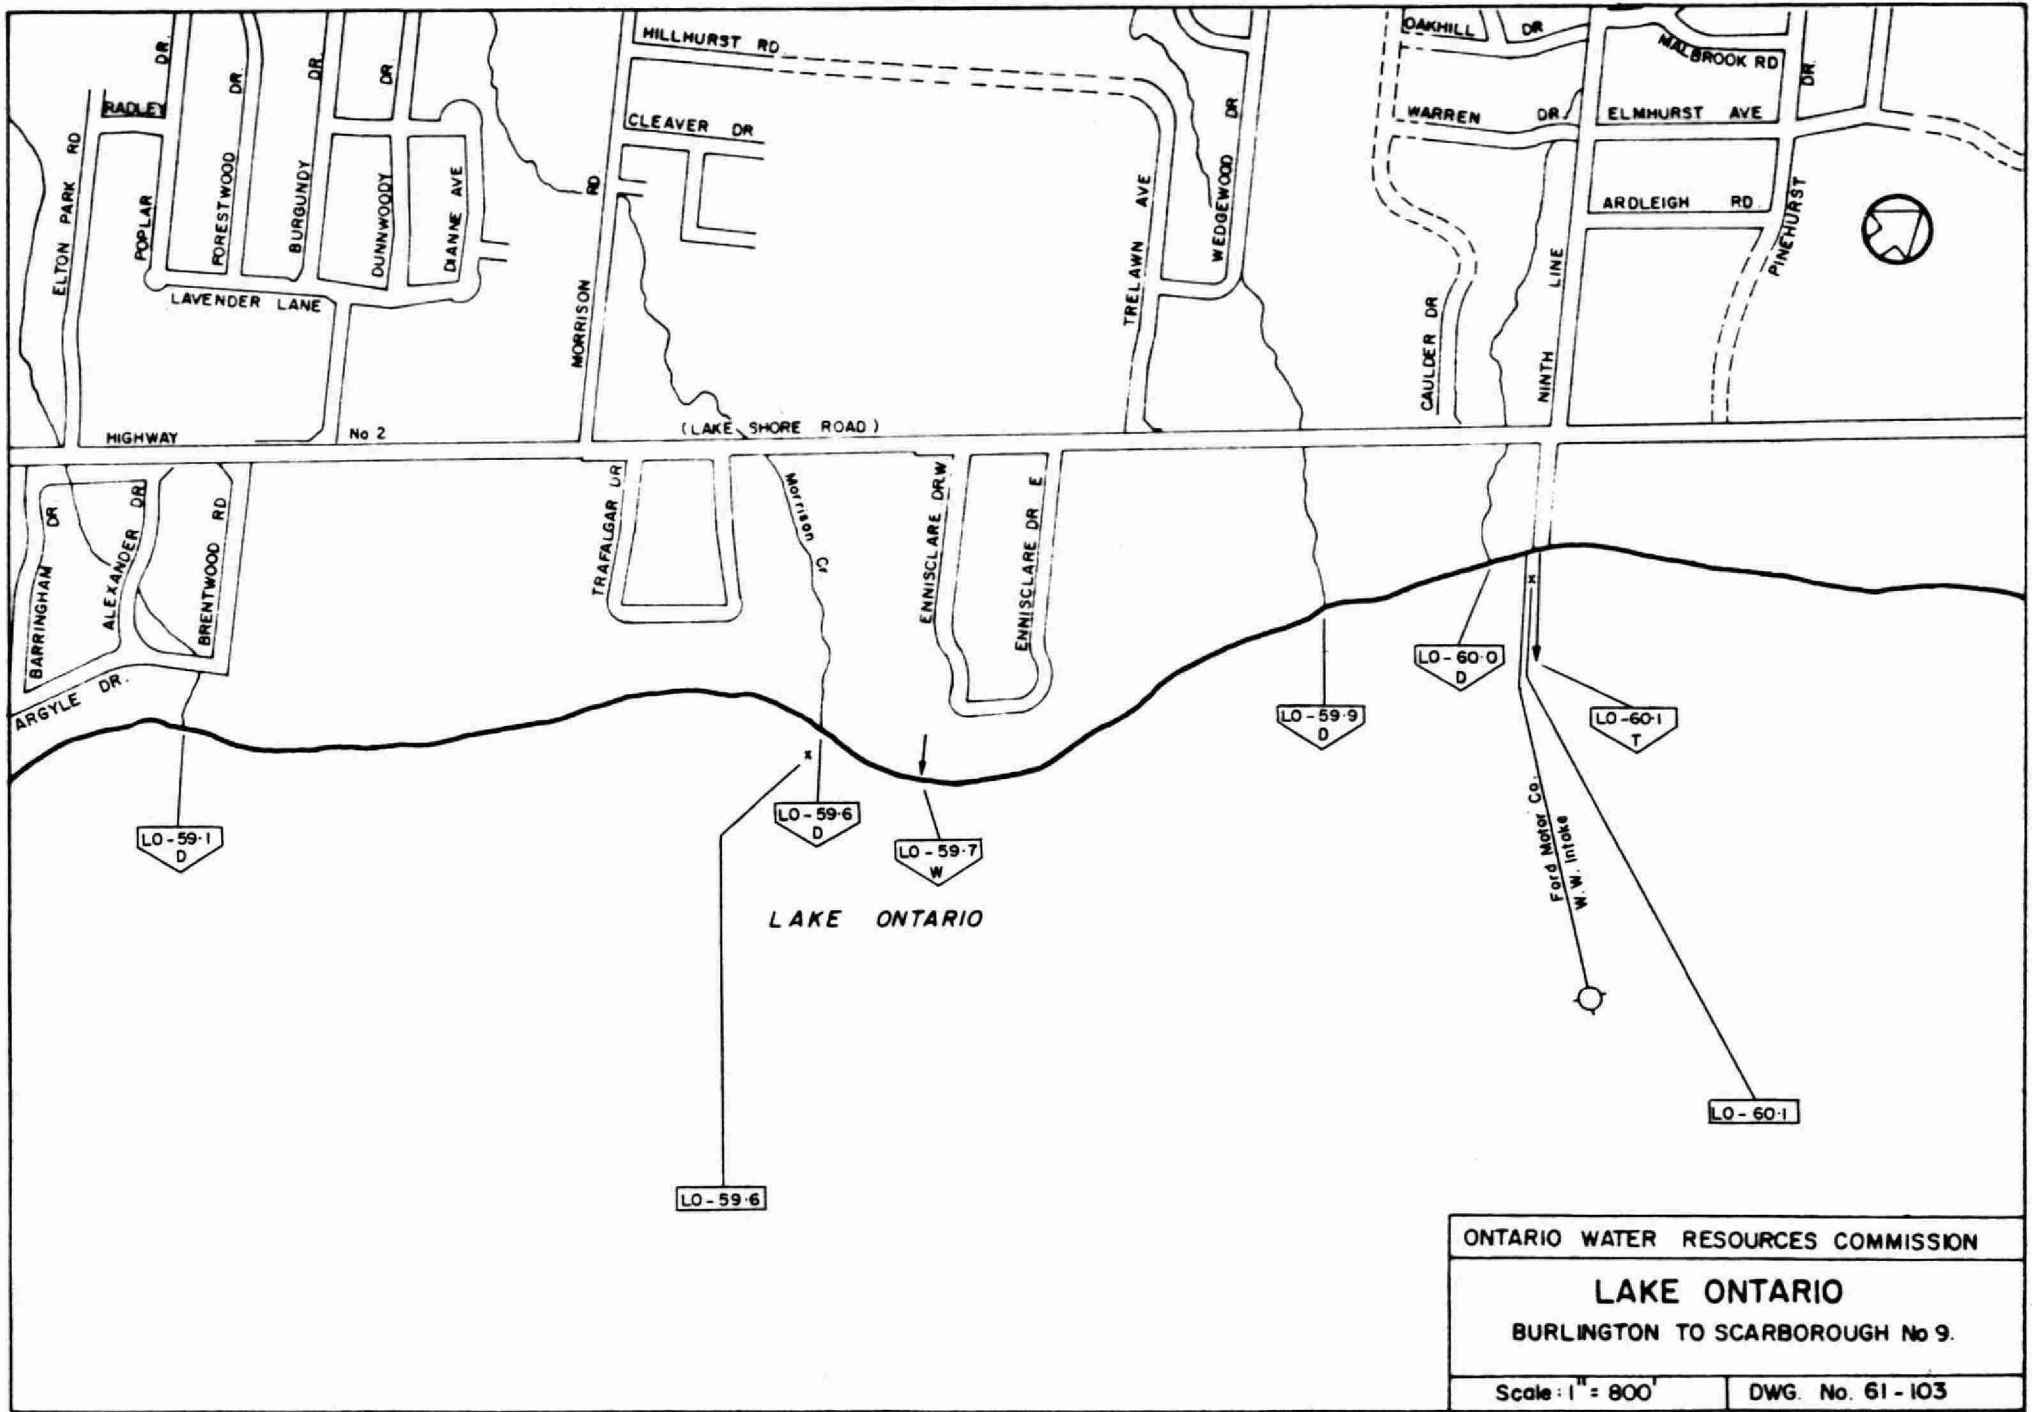 HILLHURST RD
OAKHILL DR
MALBROOK RD
DR.
DR.
DR.
DR
DR
RADLEY
CLEAVER DR
WARREN DR.
ELMHURST AVE
ELTON PARK RD
POPLAR
FORESTWOOD
BURGUNDY
DUNNWOODY
DIANNE AVE
MORRISON RD
TRELAWN AVE
WEDGEWOOD DR
CAULDER DR
NINTH LINE
ARDLEIGH RD.
PINEHURST
LAVENDER LANE
HIGHWAY No 2 (LAKE SHORE ROAD)
BARRINGHAM DR
ALEXANDER DR
BRENTWOOD RD
ARGYLE DR.
TRAFALGAR DR
Morrison Cr
ENNISCLARE DR.W
ENNISCLARE DR E
LO-60·0
D
LO-59·9
D
LO-60·1
T
LO-59·1
D
LO-59·6
D
LO-59·7
W
Ford Motor Co.
W.W. Intake
LAKE ONTARIO
LO-60·1
LO-59·6
ONTARIO WATER RESOURCES COMMISSION
LAKE ONTARIO
BURLINGTON TO SCARBOROUGH No 9.
Scale: 1" = 800'
DWG. No. 61-103